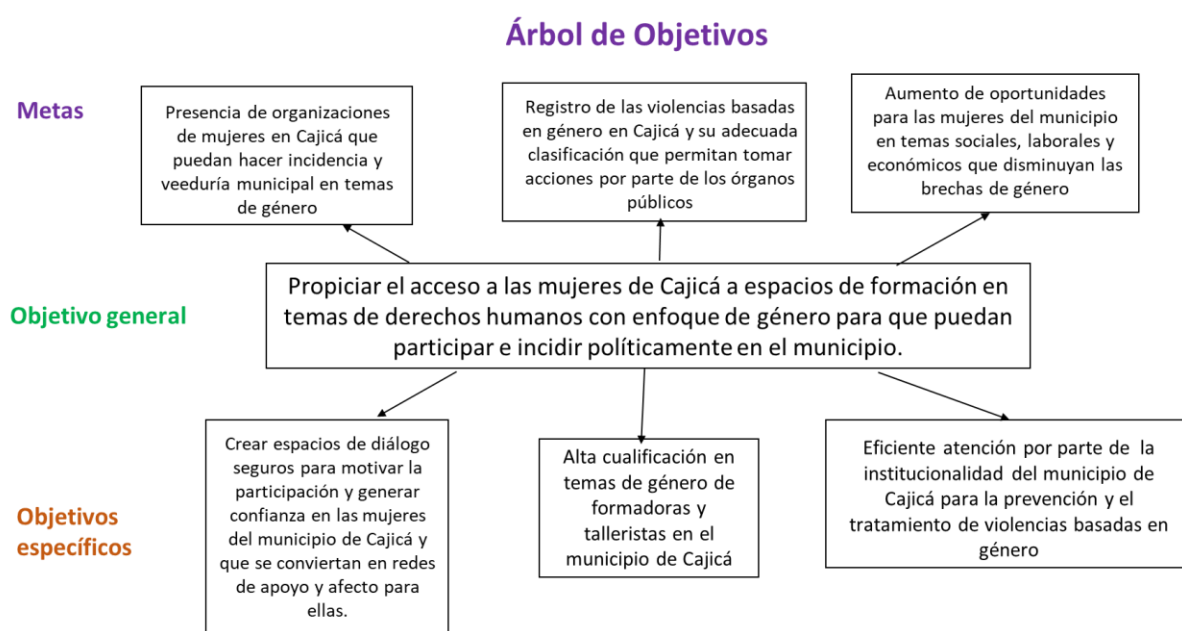 Árbol de Objetivos
Metas
Presencia de organizaciones
de mujeres en Cajicá que
puedan hacer incidencia y
veeduría municipal en temas
de género
Registro de las violencias basadas
en género en Cajicá y su adecuada
clasificación que permitan tomar
acciones por parte de los órganos
públicos
Aumento de oportunidades
para las mujeres del municipio
en temas sociales, laborales y
económicos que disminuyan las
brechas de género
Objetivo general
Propiciar el acceso a las mujeres de Cajicá a espacios de formación en
temas de derechos humanos con enfoque de género para que puedan
participar e incidir políticamente en el municipio.
Objetivos
específicos
Crear espacios de diálogo
seguros para motivar la
participación y generar
confianza en las mujeres
del municipio de Cajicá y
que se conviertan en redes
de apoyo y afecto para
ellas.
Alta cualificación en
temas de género de
formadoras y
talleristas en el
municipio de Cajicá
Eficiente atención por parte de la
institucionalidad del municipio de
Cajicá para la prevención y el
tratamiento de violencias basadas en
género